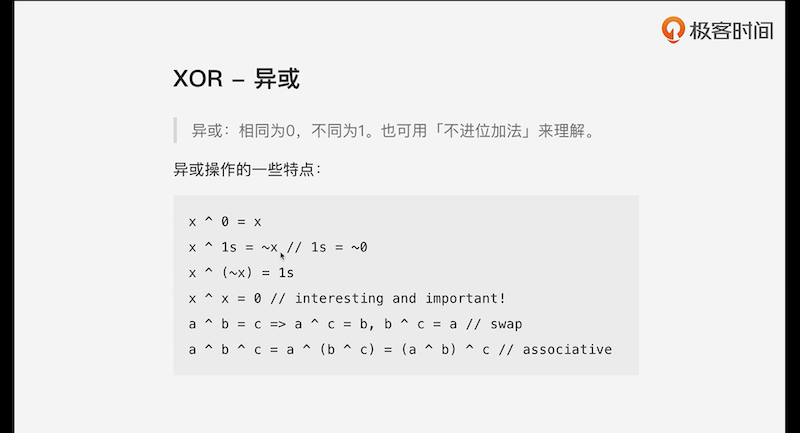 极客时间
XOR – 异或
异或：相同为0，不同为1。也可用「不进位加法」来理解。
异或操作的一些特点：
x ^ 0 = x
x ^ 1s = ~x // 1s = ~0
x ^ (~x) = 1s
x ^ x = 0 // interesting and important!
a ^ b = c => a ^ c = b, b ^ c = a // swap
a ^ b ^ c = a ^ (b ^ c) = (a ^ b) ^ c // associative